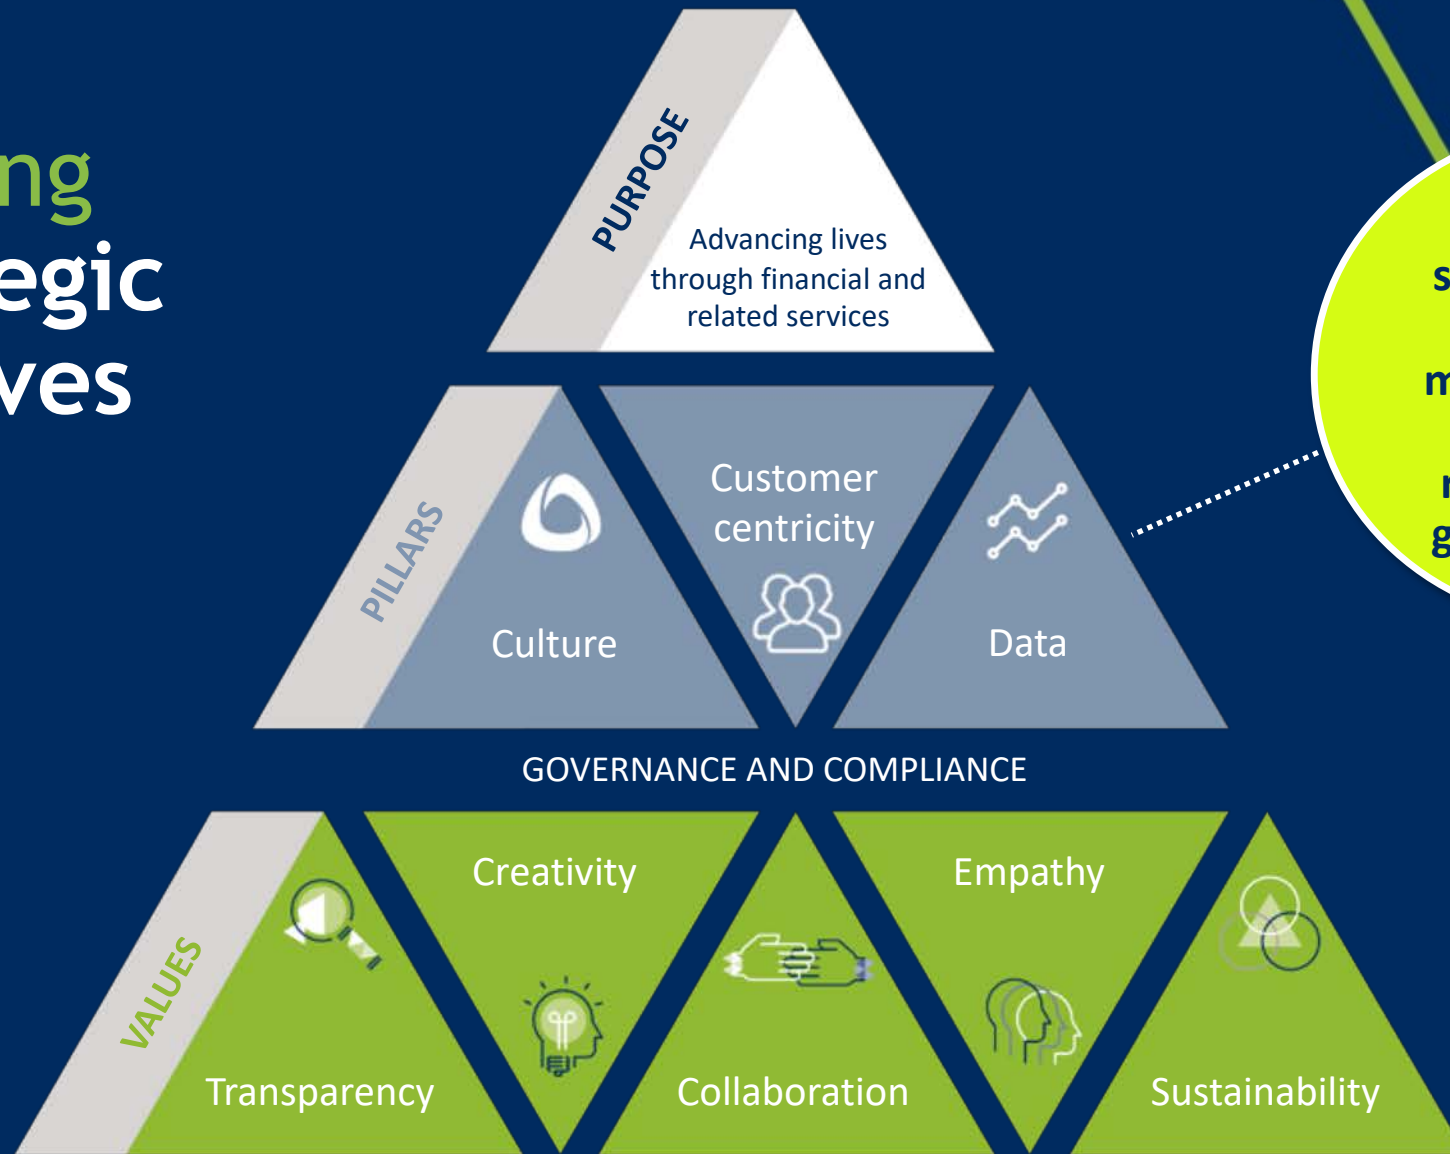 ng
egic
ves
PURPOSE
Advancing lives
through financial and
related services
PILLARS
Culture
Customer
centricity
Data
s
m
g
GOVERNANCE AND COMPLIANCE
VALUES
Transparency
Creativity
Collaboration
Empathy
Sustainability